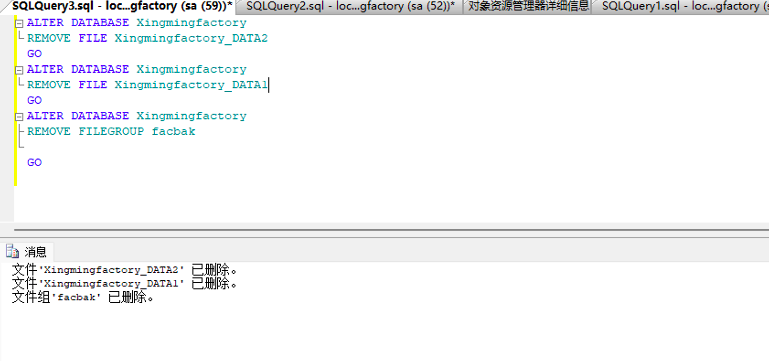 SQLQuery3.sql - loc...gfactory (sa (59))* SQLQuery2.sql - loc...gfactory (sa (52))* 对象资源管理器详细信息 SQLQuery1.sql - loc...gfactory (s
ALTER DATABASE Xingmingfactory
REMOVE FILE Xingmingfactory_DATA2
GO
ALTER DATABASE Xingmingfactory
REMOVE FILE Xingmingfactory_DATA1
GO
ALTER DATABASE Xingmingfactory
REMOVE FILEGROUP facbak
GO
消息
文件'Xingmingfactory_DATA2' 已删除。
文件'Xingmingfactory_DATA1' 已删除。
文件组'facbak' 已删除。